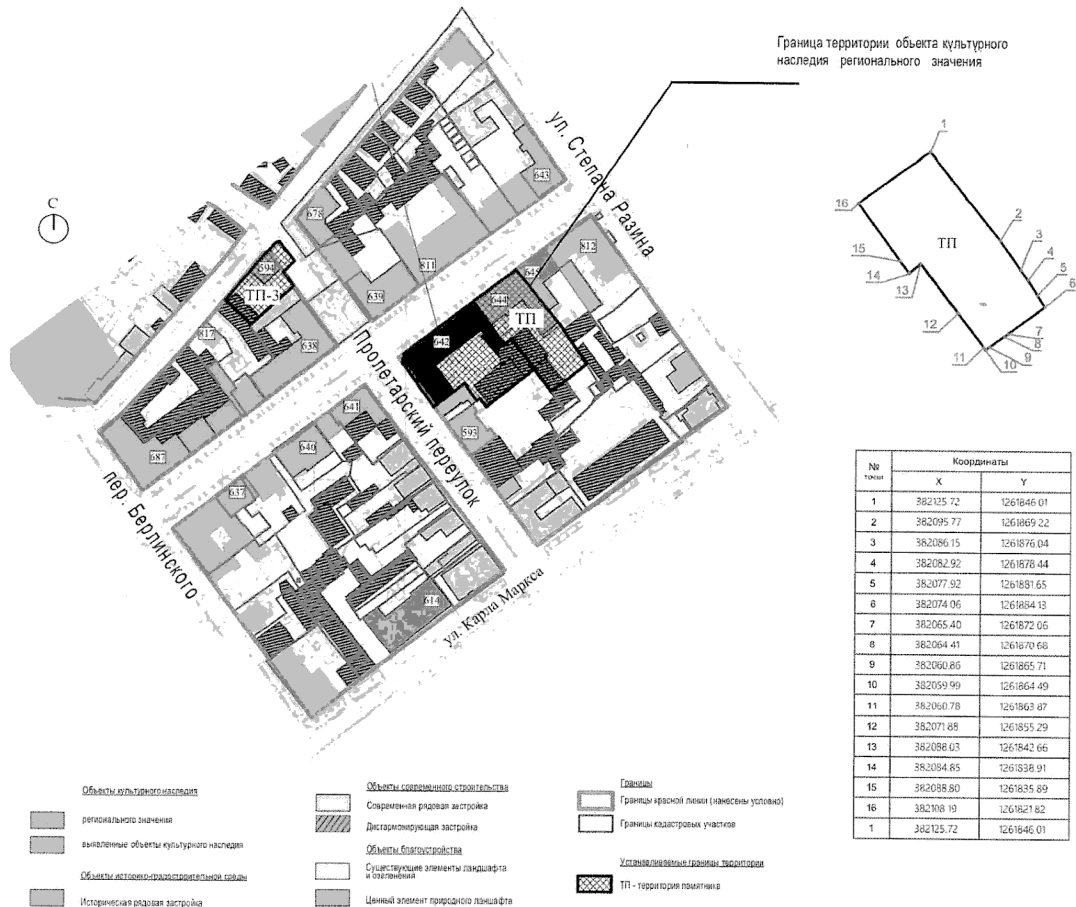 Граница территории объекта культурного
наследия регионального значения
С
ул. Степана Разина
643
678
812
811
594
645
ТП-3
639
644
ТП
817
642
638
Пролетарский переулок
641
593
687
640
637
пер. Берлинского
614
ул. Карла Маркса
1
16
2
15
ТП
3
4
14
5
13
6
12
7
8
11
9
10
№ точки Координаты
X Y
1 382125.72 1261846.01
2 382095.77 1261869.22
3 382086.15 1261876.04
4 382082.92 1261878.44
5 382077.92 1261881.65
6 382074.06 1261884.13
7 382065.40 1261872.06
8 382064.41 1261870.68
9 382060.86 1261865.71
10 382059.99 1261864.49
11 382060.78 1261863.87
12 382071.88 1261855.29
13 382088.03 1261842.66
14 382084.85 1261838.91
15 382088.80 1261835.89
16 382108.19 1261821.82
1 382125.72 1261846.01
Объекты культурного наследия
регионального значения
выявленные объекты культурного наследия
Объекты историко-градостроительной среды
Историческая рядовая застройка
Объекты современного строительства
Современная рядовая застройка
Дисгармонирующая застройка
Объекты благоустройства
Существующие элементы ландшафта
и озеленения
Ценный элемент природного ланшафта
Границы
Границы красной линии (нанесены условно)
Границы кадастровых участков
Устанавливаемые границы территории
ТП - территория памятника